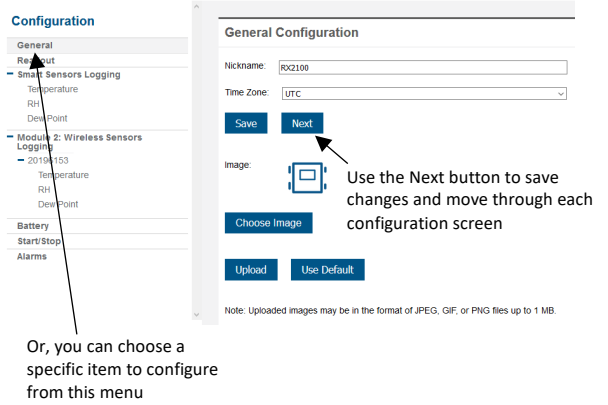 Configuration
General
Readout
Smart Sensors Logging
Temperature
RH
Dew Point
Module 2: Wireless Sensors
Logging
20196153
Temperature
RH
Dew Point
Battery
Start/Stop
Alarms
General Configuration
Nickname: RX2100
Time Zone: UTC
Save Next
Image:
Choose Image
Upload Use Default
Note: Uploaded images may be in the format of JPEG, GIF, or PNG files up to 1 MB.
Use the Next button to save
changes and move through each
configuration screen
Or, you can choose a
specific item to configure
from this menu